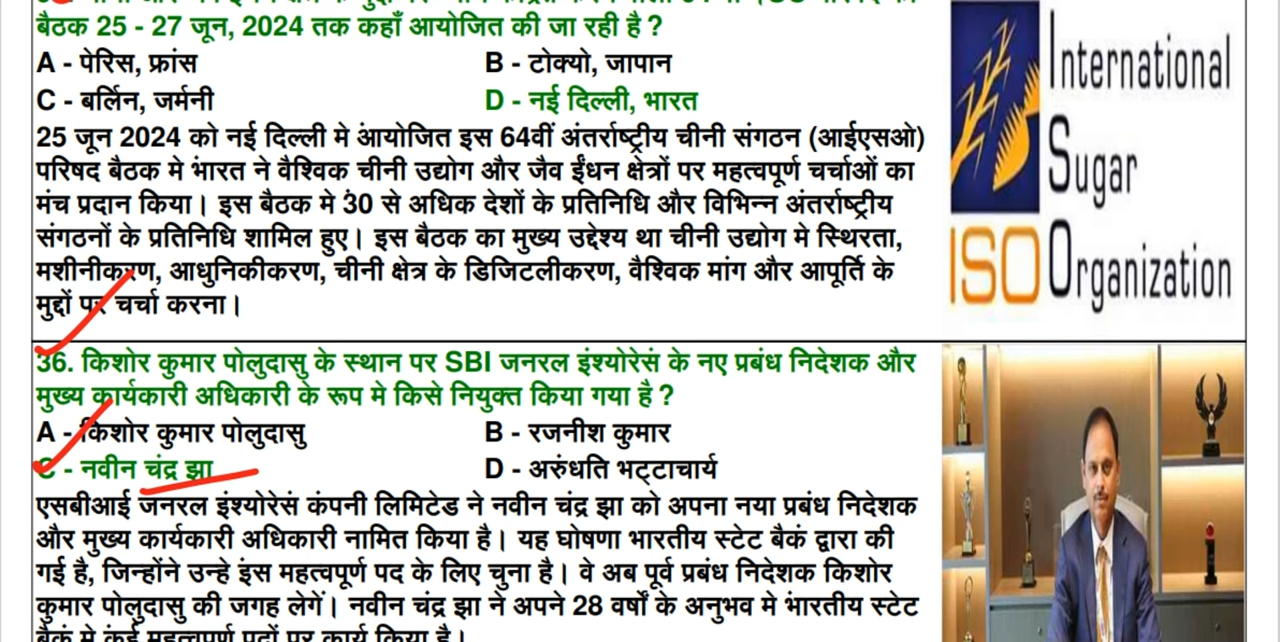 बैठक 25 - 27 जून, 2024 तक कहाँ आयोजित की जा रही है ?
A - पेरिस, फ्रांस
B - टोक्यो, जापान
C - बर्लिन, जर्मनी
D - नई दिल्ली, भारत
25 जून 2024 को नई दिल्ली मे आंयोजित इस 64वीं अंतर्राष्ट्रीय चीनी संगठन (आईएसओ)
परिषद बैठक मे भांरत ने वैश्विक चीनी उद्योग और जैव ईंधन क्षेत्रों पर महत्वपूर्ण चर्चाओं का
मंच प्रदान किया। इस बैठक मे 30 से अधिक देशों के प्रतिनिधि और विभिन्न अंतर्राष्ट्रीय
संगठनों के प्रतिनिधि शामिल हुए। इस बैठक का मुख्य उद्देश्य था चीनी उद्योग मे स्थिरता,
मशीनीकरण, आधुनिकीकरण, चीनी क्षेत्र के डिजिटलीकरण, वैश्विक मांग और आपूर्ति के
मुद्दों पर चर्चा करना।
International
Sugar
ISO Organization
36. किशोर कुमार पोलुदासु के स्थान पर SBI जनरल इंश्योरेसं के नए प्रबंध निदेशक और
मुख्य कार्यकारी अधिकारी के रूप मे किसे नियुक्त किया गया है ?
A - किशोर कुमार पोलुदासु
B - रजनीश कुमार
C - नवीन चंद्र झा
D - अरुंधति भट्टाचार्य
एसबीआई जनरल इंश्योरेसं कंपनी लिमिटेड ने नवीन चंद्र झा को अपना नया प्रबंध निदेशक
और मुख्य कार्यकारी अधिकारी नामित किया है। यह घोषणा भारतीय स्टेट बैकं द्वारा की
गई है, जिन्होंने उन्हे इंस महत्वपूर्ण पद के लिए चुना है। वे अब पूर्व प्रबंध निदेशक किशोर
कुमार पोलुदासु की जगह लेगें। नवीन चंद्र झा ने अपने 28 वर्षों के अनुभव मे भांरतीय स्टेट
बैकं मे कंई महत्वपूर्ण पदों पर कार्य किया है।